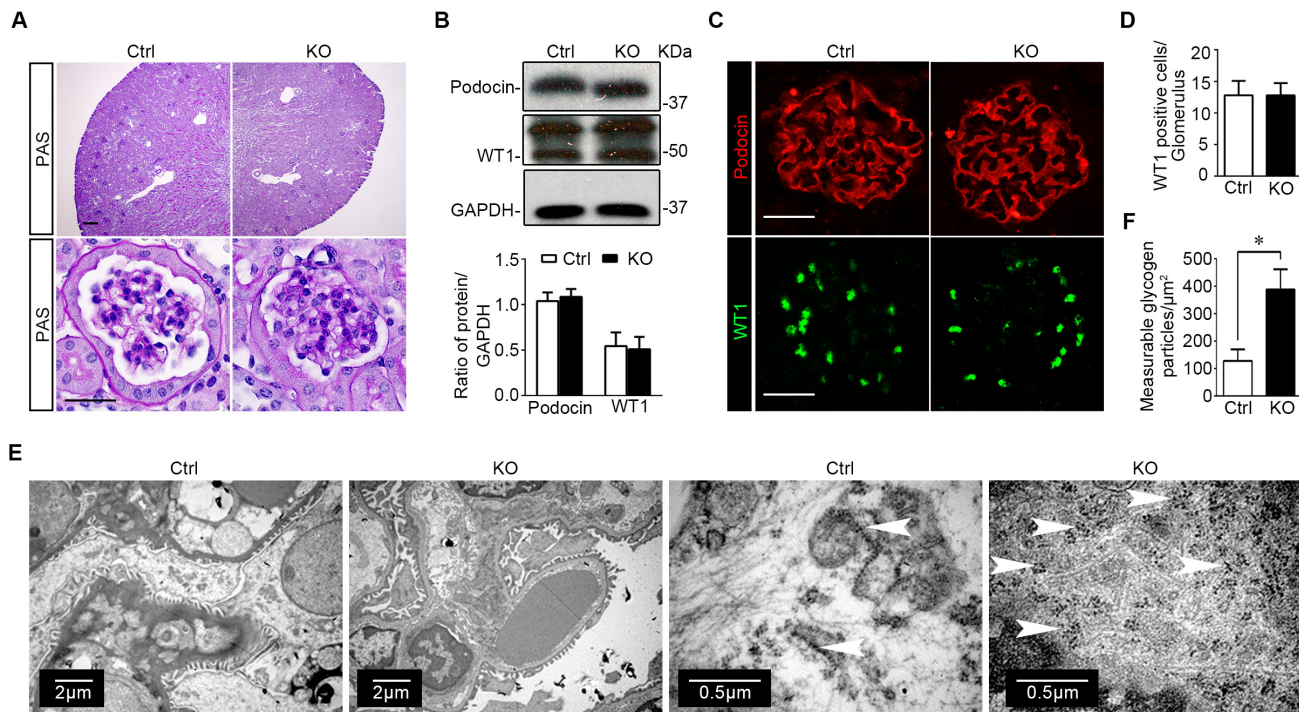 A
Ctrl KO
PAS
PAS
B
Ctrl KO KDa
Podocin
-37
WT1-
-50
GAPDH-
-37
Ctrl KO
Ratio of protein/
GAPDH
1.5
1.0
0.5
0.0
Podocin WT1
C
Ctrl KO
Podocin
WT1
D
WT1 positive cells/
Glomerulus
20
15
10
5
0
Ctrl KO
F
*
Measurable glycogen
particles/µm²
500
400
300
200
100
0
Ctrl KO
E
Ctrl KO Ctrl KO
2µm 2µm 0.5µm 0.5µm